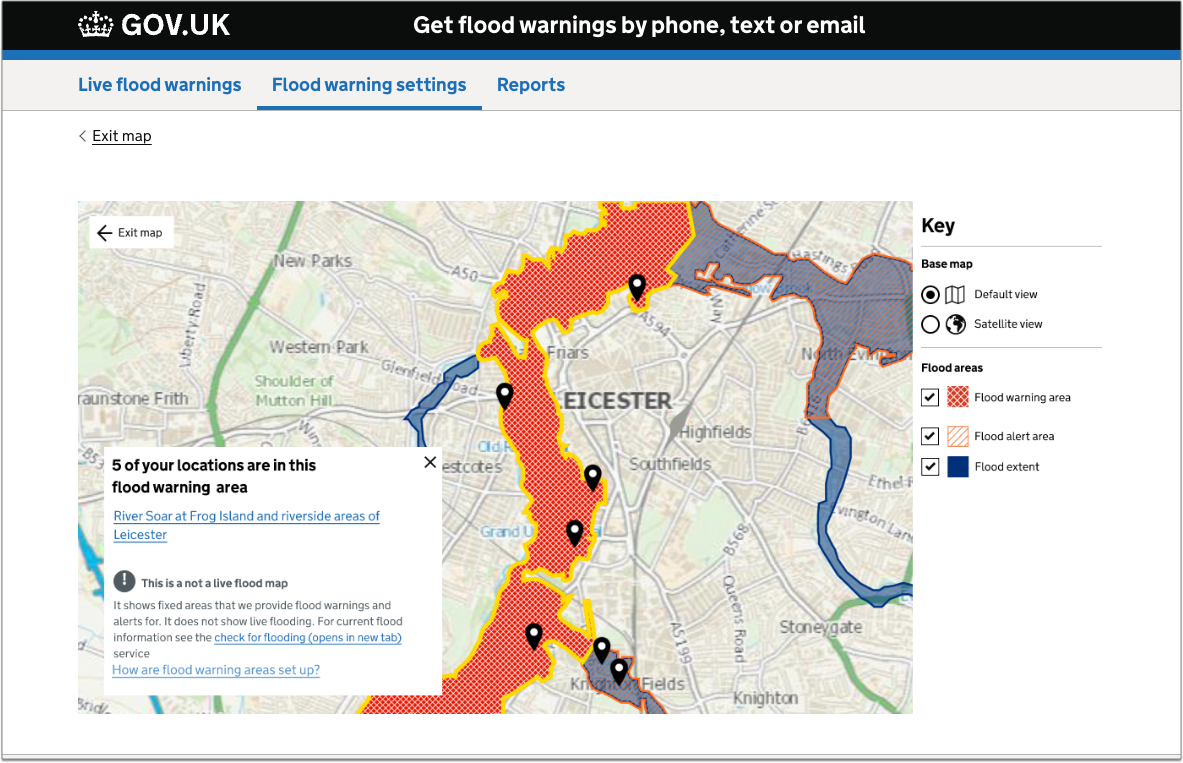 GOV.UK
Get flood warnings by phone, text or email
Live flood warnings
Flood warning settings
Reports
Exit map
Exit map
New Parks
A50
Catherine S
Hastings
Liberty Road
Way
A594
Western Park
Friars
North Evington
Glenfield Road
Shoulder of
Mutton Hill
raunstone Frith
EICESTER
Highfields
Old R
estcotes
Southfields
Ethel R
Evington Lane
Grand U
al
B568
Queens Road
A5199
Stoneygate
Knighton Fields
Knighton
Bridle
B53
5 of your locations are in this
flood warning area
River Soar at Frog Island and riverside areas of
Leicester
! This is a not a live flood map
It shows fixed areas that we provide flood warnings and
alerts for. It does not show live flooding. For current flood
information see the check for flooding (opens in new tab)
service
How are flood warning areas set up?
Key
Base map
Default view
Satellite view
Flood areas
Flood warning area
Flood alert area
Flood extent